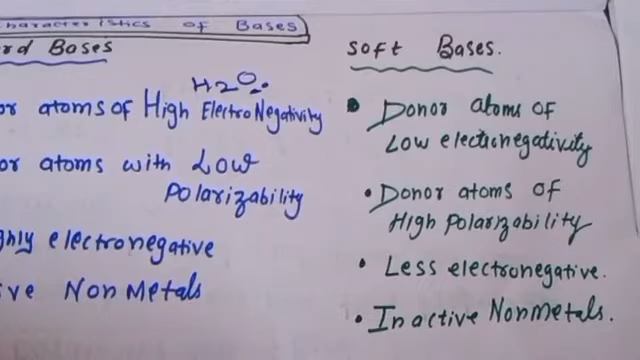 Characteristics of Bases
rd Bases
H2O
or atoms of High ElectroNegativity
or atoms with Low
Polarizability
ghly electronegative
ive NonMetals
Soft Bases.
• Donor atoms of
Low electronegativity
• Donor atoms of
High polarizability
• Less electronegative.
• Inactive Nonmetals.